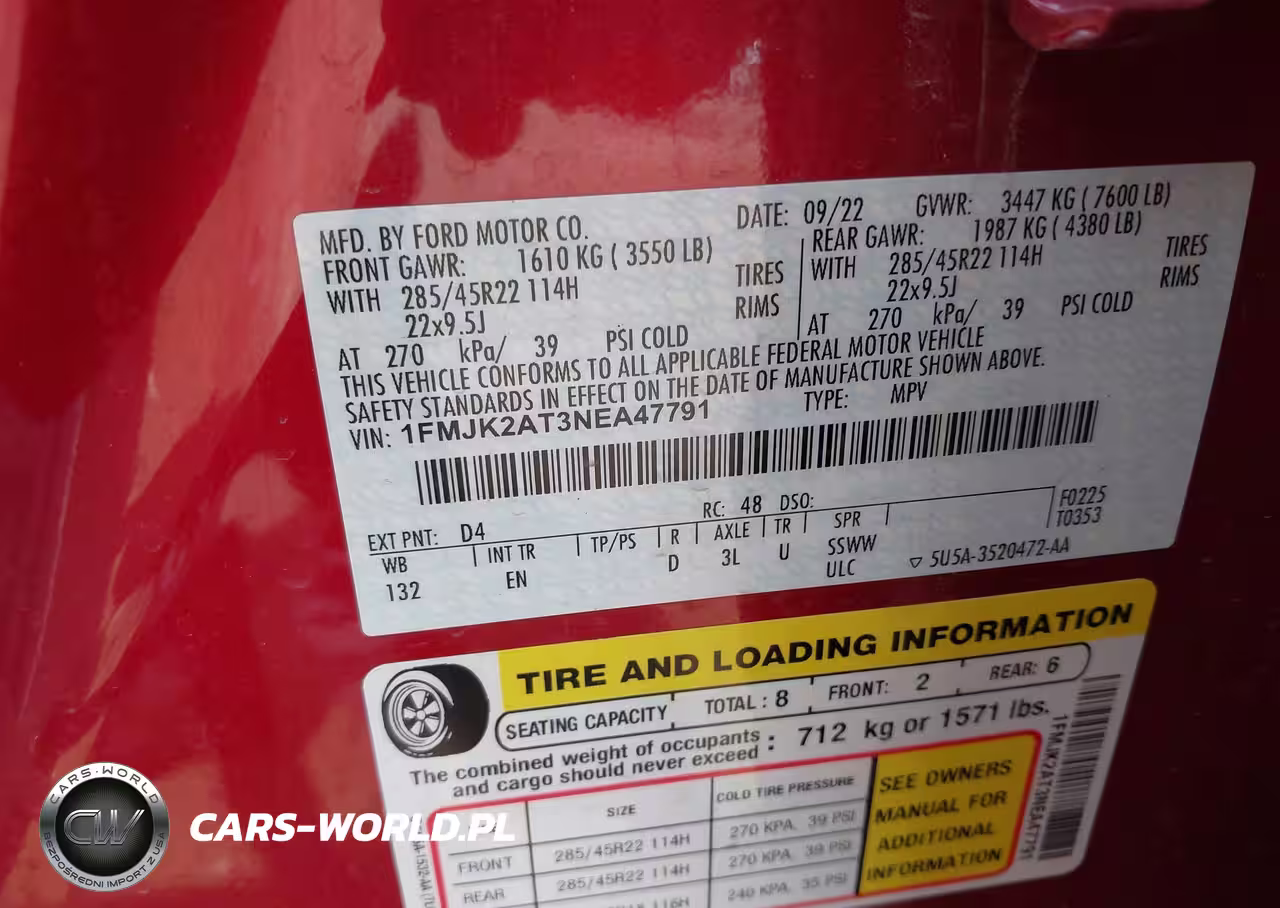 MFD. BY FORD MOTOR CO.
DATE: 09/22 GVWR: 3447 KG ( 7600 LB)
FRONT GAWR: 1610 KG ( 3550 LB)
WITH 285/45R22 114H TIRES
22x9.5J RIMS
AT 270 kPa/ 39 PSI COLD
REAR GAWR: 1987 KG ( 4380 LB)
WITH 285/45R22 114H TIRES
22x9.5J RIMS
AT 270 kPa/ 39 PSI COLD
THIS VEHICLE CONFORMS TO ALL APPLICABLE FEDERAL MOTOR VEHICLE
SAFETY STANDARDS IN EFFECT ON THE DATE OF MANUFACTURE SHOWN ABOVE.
VIN: 1FMJK2AT3NEA47791 TYPE: MPV
EXT PNT: D4 RC: 48 DSO: F0225
T0353
WB INT TR TP/PS R AXLE TR SPR
132 EN D 3L U SSWW
ULC
▽ 5U5A-3520472-AA
TIRE AND LOADING INFORMATION
SEATING CAPACITY TOTAL : 8 FRONT: 2 REAR: 6
The combined weight of occupants
and cargo should never exceed : 712 kg or 1571 lbs.
SIZE COLD TIRE PRESSURE
FRONT 285/45R22 114H 270 KPA, 39 PSI
REAR 285/45R22 114H 270 KPA, 39 PSI
116H 240 KPA, 35 PSI
SEE OWNERS
MANUAL FOR
ADDITIONAL
INFORMATION
1FMJK2AT3NEA47791
CARS-WORLD
CW
BEZPOŚREDNI IMPORT Z USA
CARS-WORLD.PL